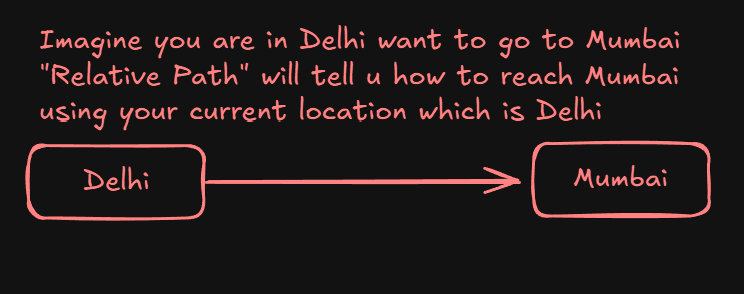 Imagine you are in Delhi want to go to Mumbai
"Relative Path" will tell u how to reach Mumbai
using your current location which is Delhi
Delhi
Mumbai